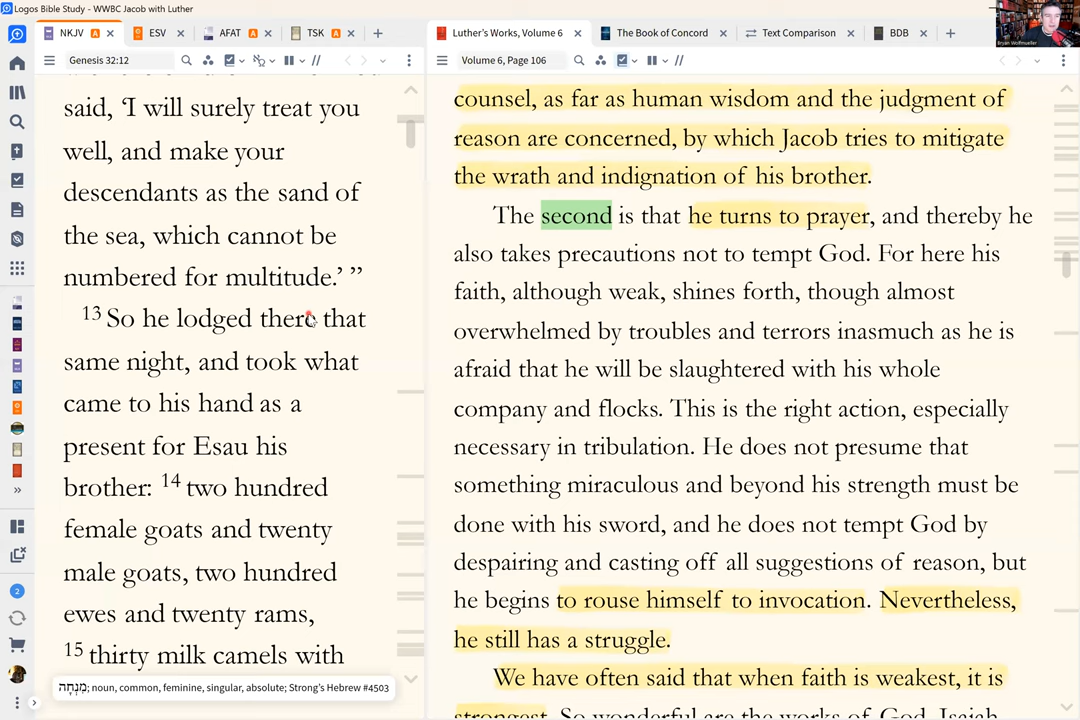 Logos Bible Study - WWBC Jacob with Luther
NKJV A
ESV
AFAT A
TSK A
Luther's Works, Volume 6
The Book of Concord
Text Comparison
BDB
Bryan Wolfmueller
Genesis 32:12
Volume 6, Page 106
said, 'I will surely treat you
well, and make your
descendants as the sand of
the sea, which cannot be
numbered for multitude.' ”
13 So he lodged there that
same night, and took what
came to his hand as a
present for Esau his
brother: 14 two hundred
female goats and twenty
male goats, two hundred
ewes and twenty rams,
15 thirty milk camels with
מִנְחָה; noun, common, feminine, singular, absolute; Strong's Hebrew #4503
counsel, as far as human wisdom and the judgment of
reason are concerned, by which Jacob tries to mitigate
the wrath and indignation of his brother.
The second is that he turns to prayer, and thereby he
also takes precautions not to tempt God. For here his
faith, although weak, shines forth, though almost
overwhelmed by troubles and terrors inasmuch as he is
afraid that he will be slaughtered with his whole
company and flocks. This is the right action, especially
necessary in tribulation. He does not presume that
something miraculous and beyond his strength must be
done with his sword, and he does not tempt God by
despairing and casting off all suggestions of reason, but
he begins to rouse himself to invocation. Nevertheless,
he still has a struggle.
We have often said that when faith is weakest, it is
strongest. So wonderful are the works of God. Isaiah
2